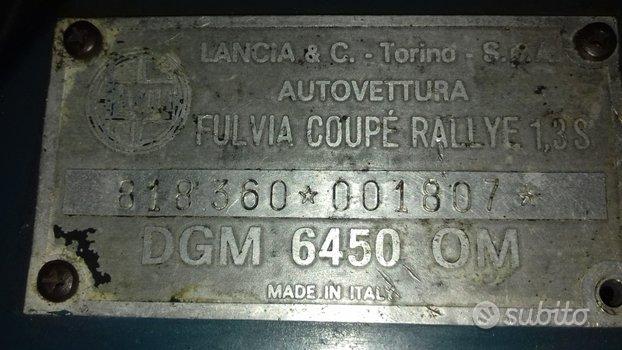 LANCIA & C. - Torino - S.p.A.
AUTOVETTURA
FULVIA COUPÉ RALLYE 1,3 S
818360*001807*
DGM 6450 OM
MADE IN ITALY
subito